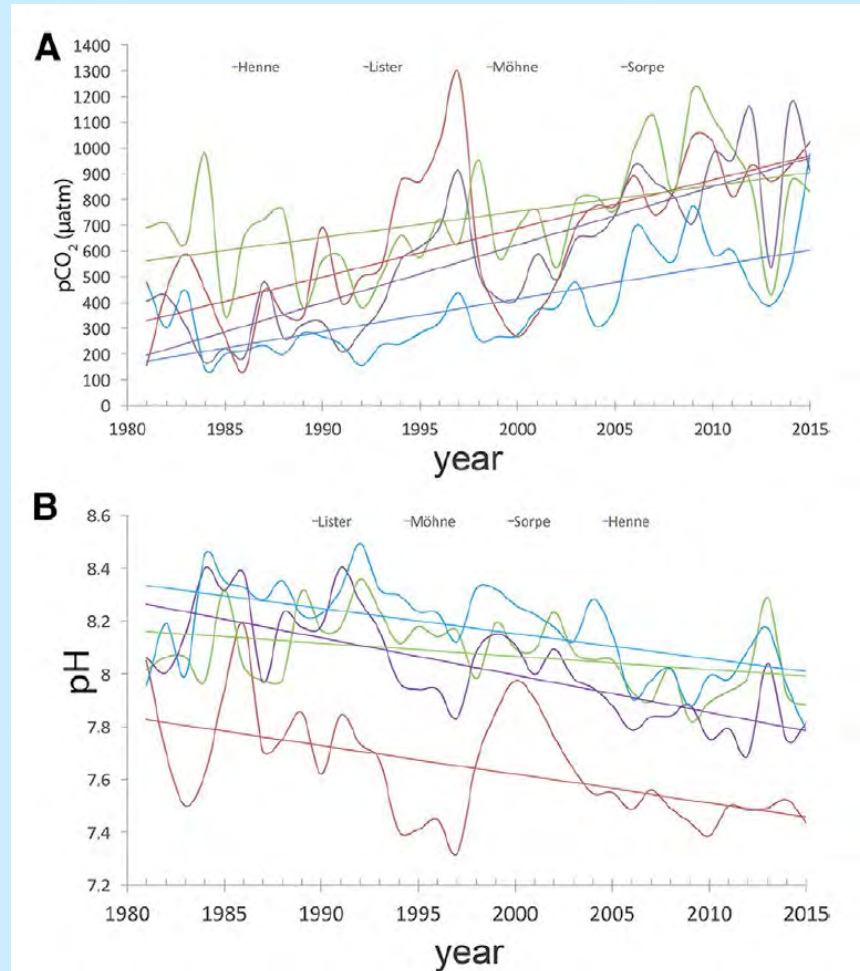 A
1400
1300
1200
1100
1000
900
800
700
600
500
400
300
200
100
0
pCO₂ (µatm)
Henne Lister Möhne Sorpe
1980 1985 1990 1995 2000 2005 2010 2015
year
B
8.6
8.4
8.2
8
7.8
7.6
7.4
7.2
pH
Lister Möhne Sorpe Henne
1980 1985 1990 1995 2000 2005 2010 2015
year